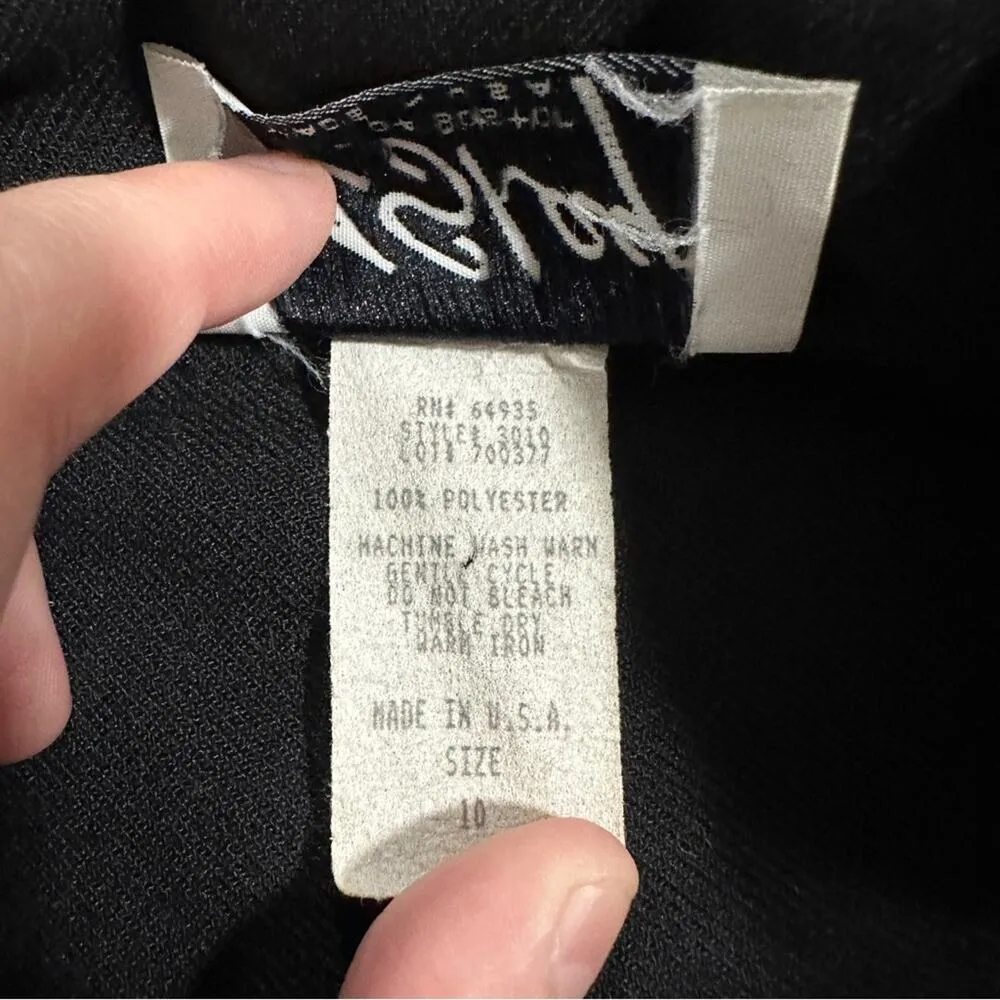 RN# 64935
STYLE# 3010
LOT# 700377
100% POLYESTER
MACHINE WASH WARM
GENTLE CYCLE
DO NOT BLEACH
TUMBLE DRY
WARM IRON
MADE IN U.S.A.
SIZE
10